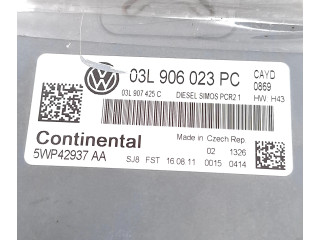 03L 906 023 PC CAYD
0869
03L 907 425 C DIESEL SIMOS PCR2 1 HW H43
Continental
Made in Czech Rep
5WP42937 AA
02 1326
SJ8 FST 16 08 11 0015 0414